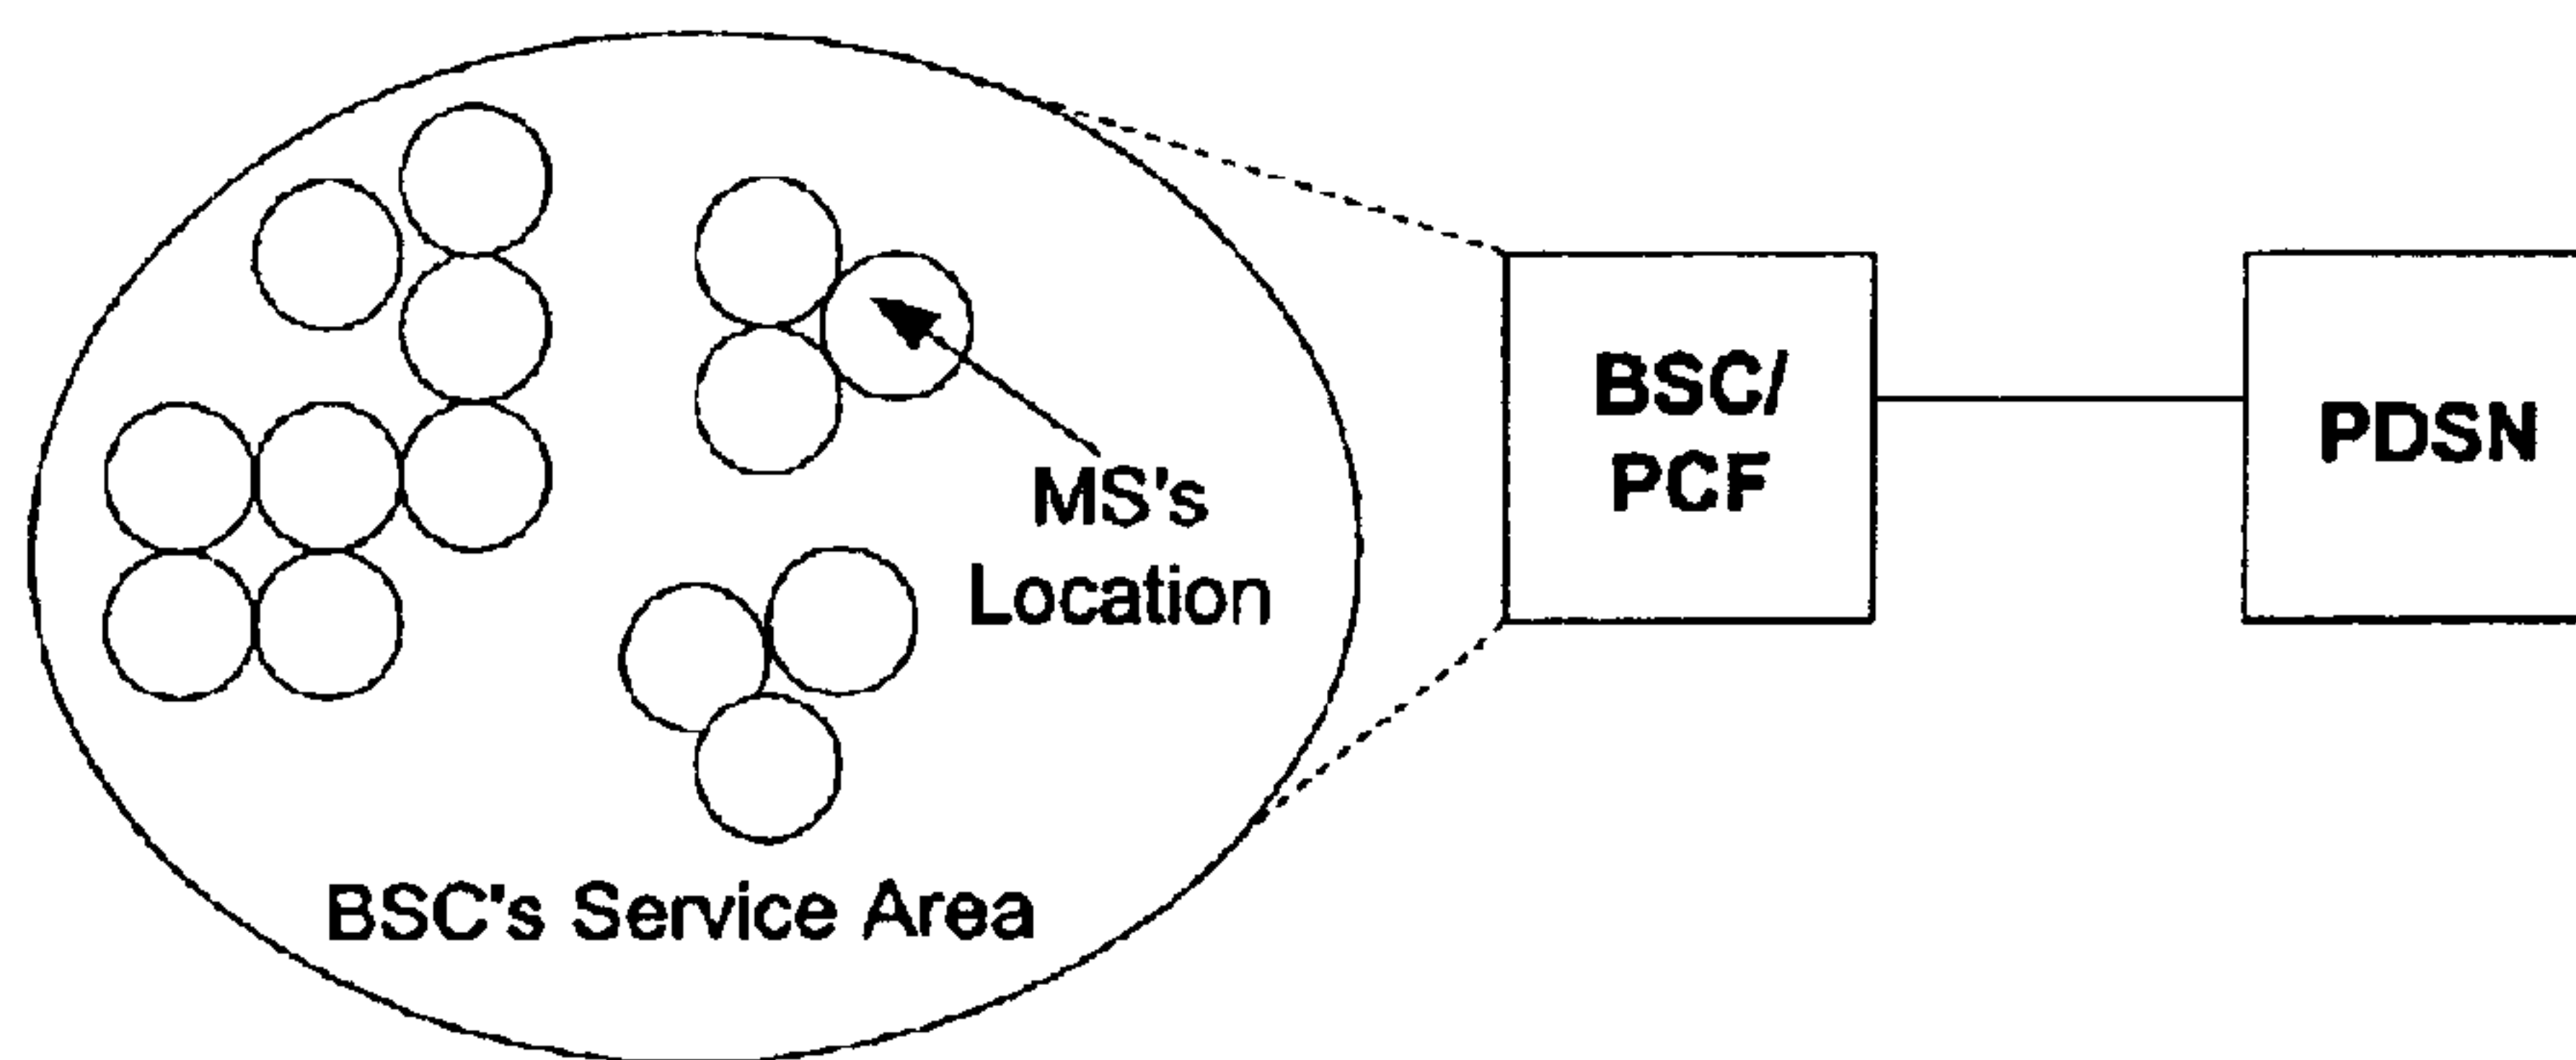 MS's
Location
BSC's Service Area
BSC/
PCF
PDSN